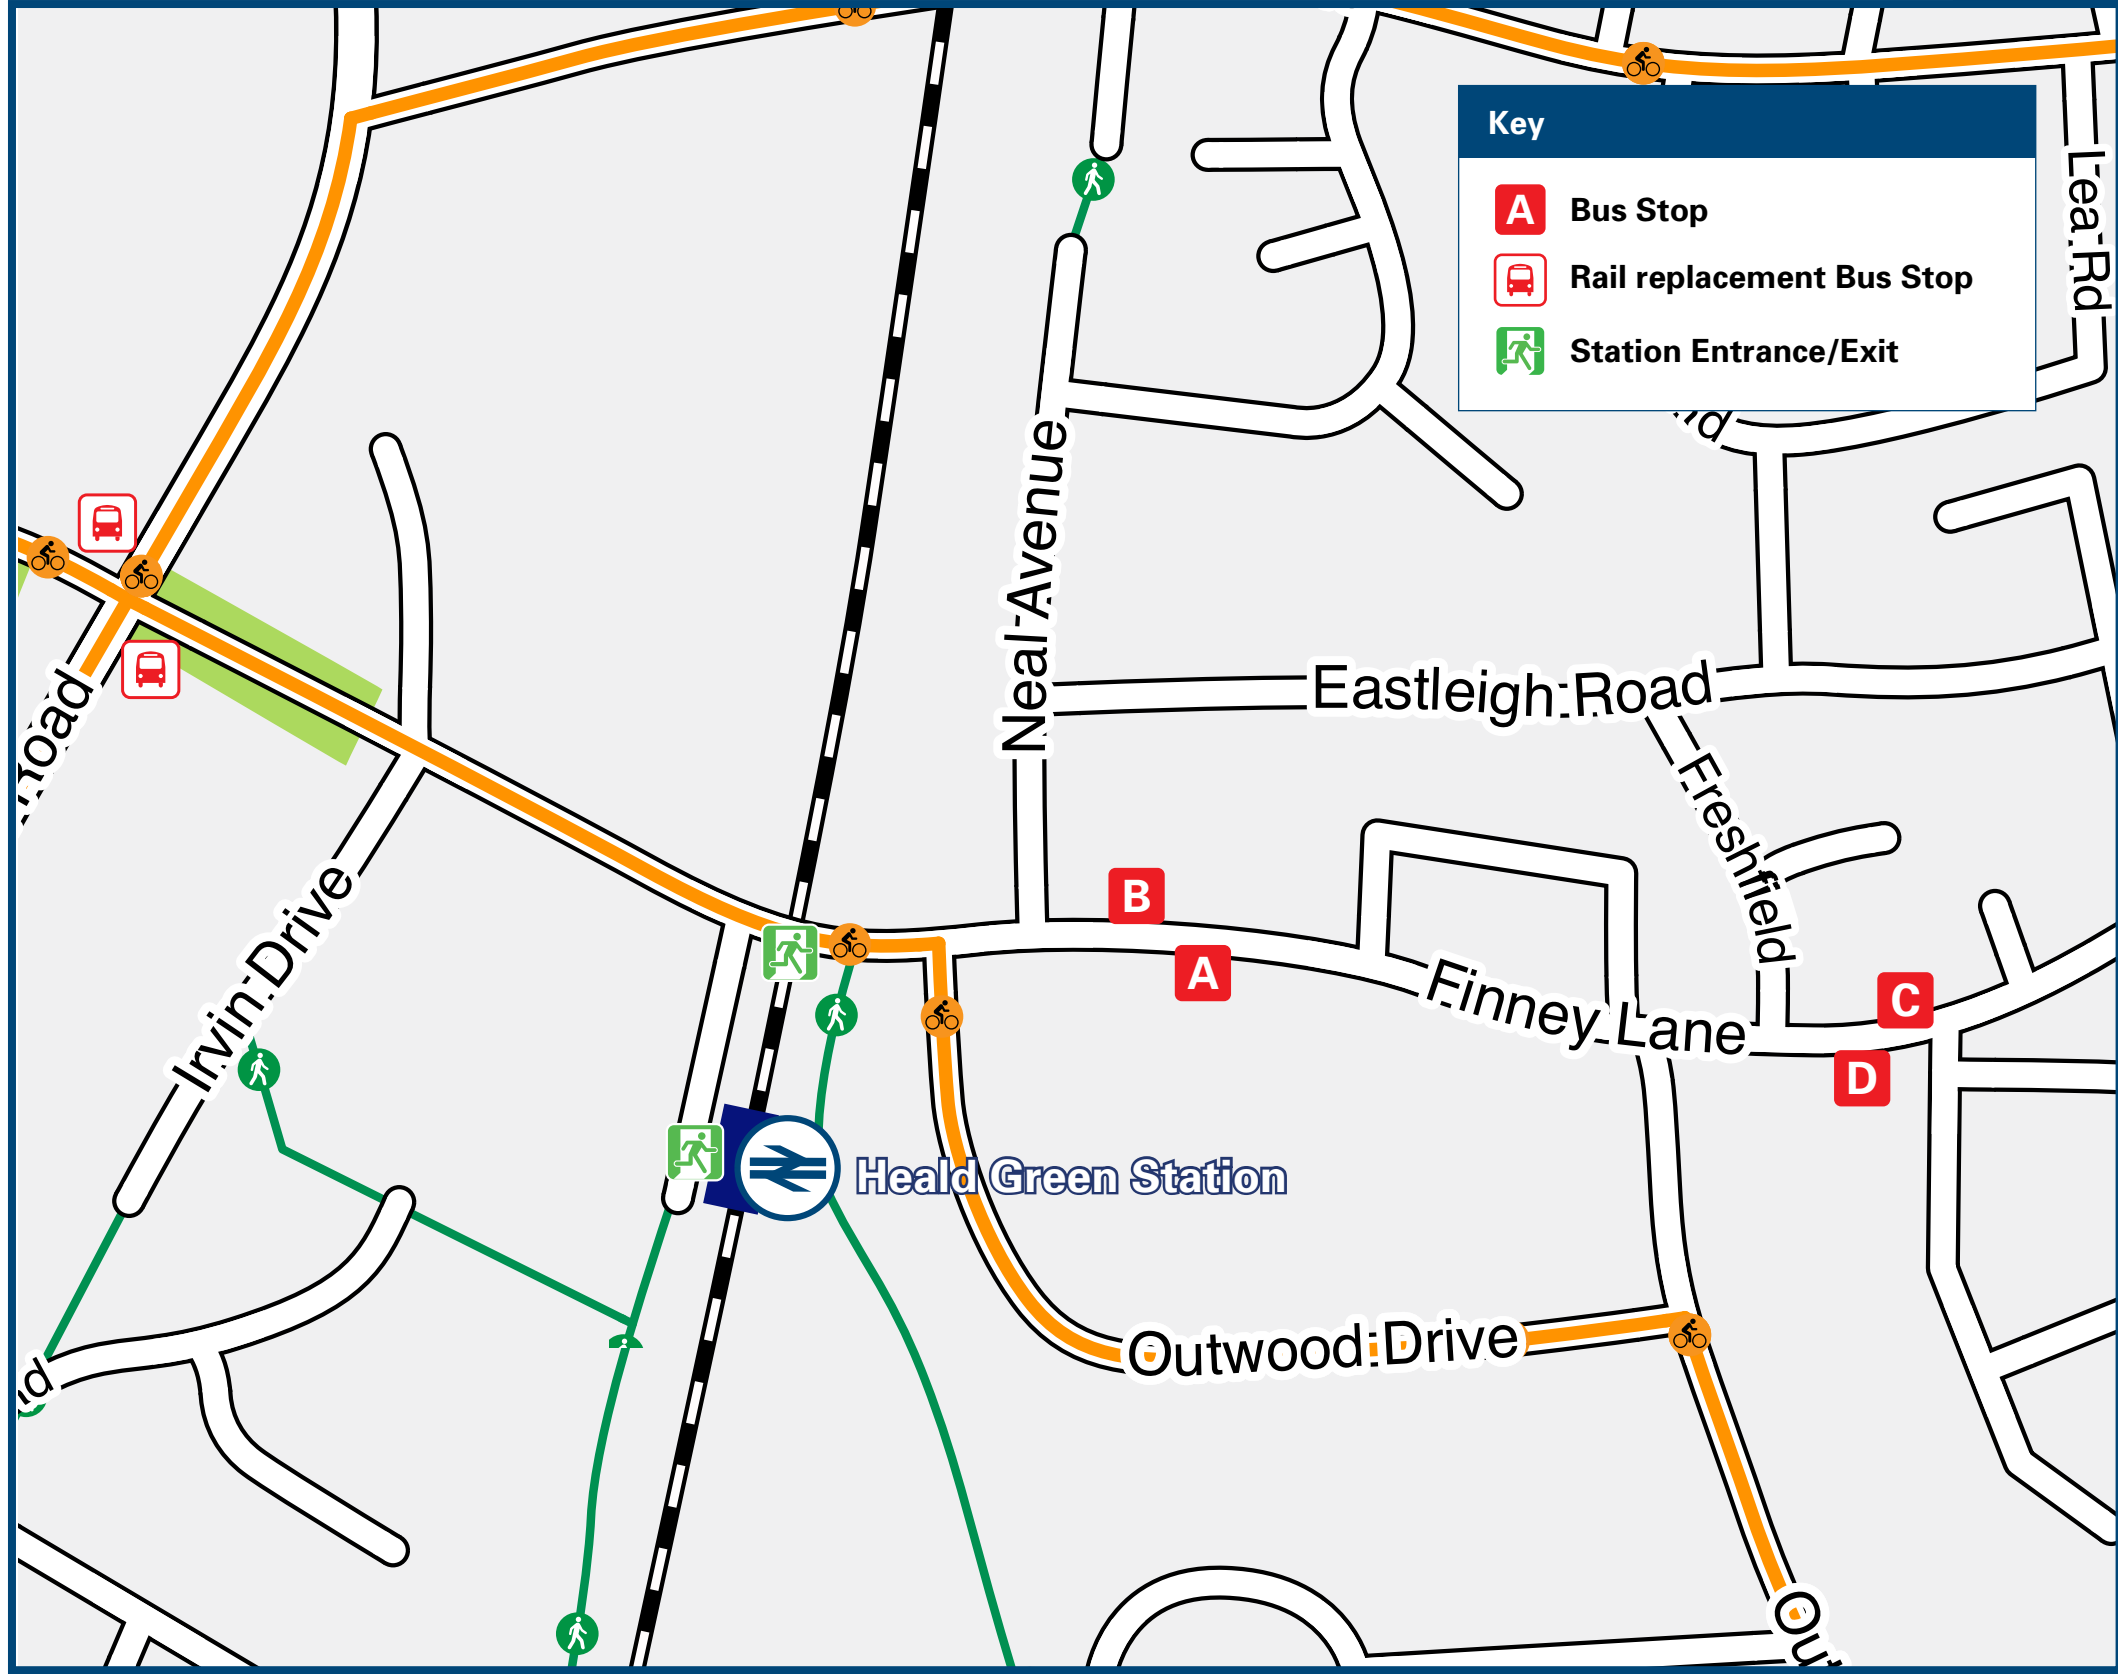 Key
A
Bus Stop
Rail replacement Bus Stop
Station Entrance/Exit
Lea Rd
Neal Avenue
Eastleigh Road
Road
Freshfield
Irvin Drive
B
A
Finney Lane
C
D
Heald Green Station
Outwood Drive